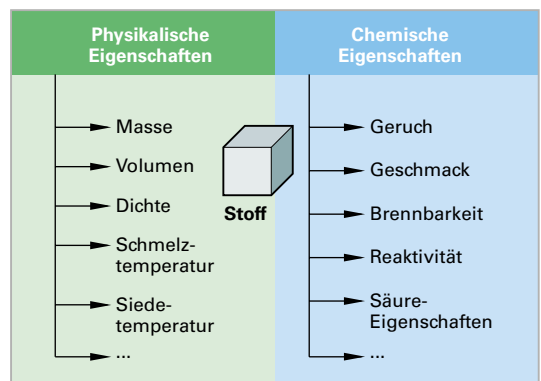 Physikalische
Eigenschaften
Masse
Volumen
Dichte
Schmelz-
temperatur
Siede-
temperatur
...
Stoff
Chemische
Eigenschaften
Geruch
Geschmack
Brennbarkeit
Reaktivität
Säure-
Eigenschaften
...